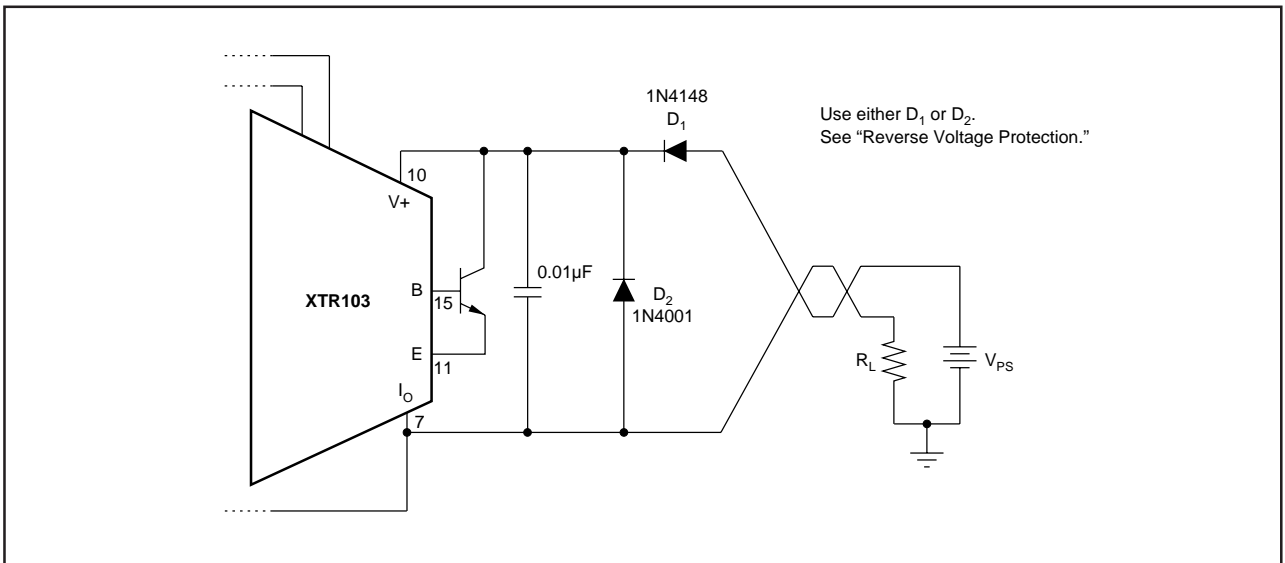 1N4148
D1
Use either D1 or D2.
See “Reverse Voltage Protection.”
10
V+
0.01µF
B
15
XTR103
D2
1N4001
E
11
RL
VPS
IO
7